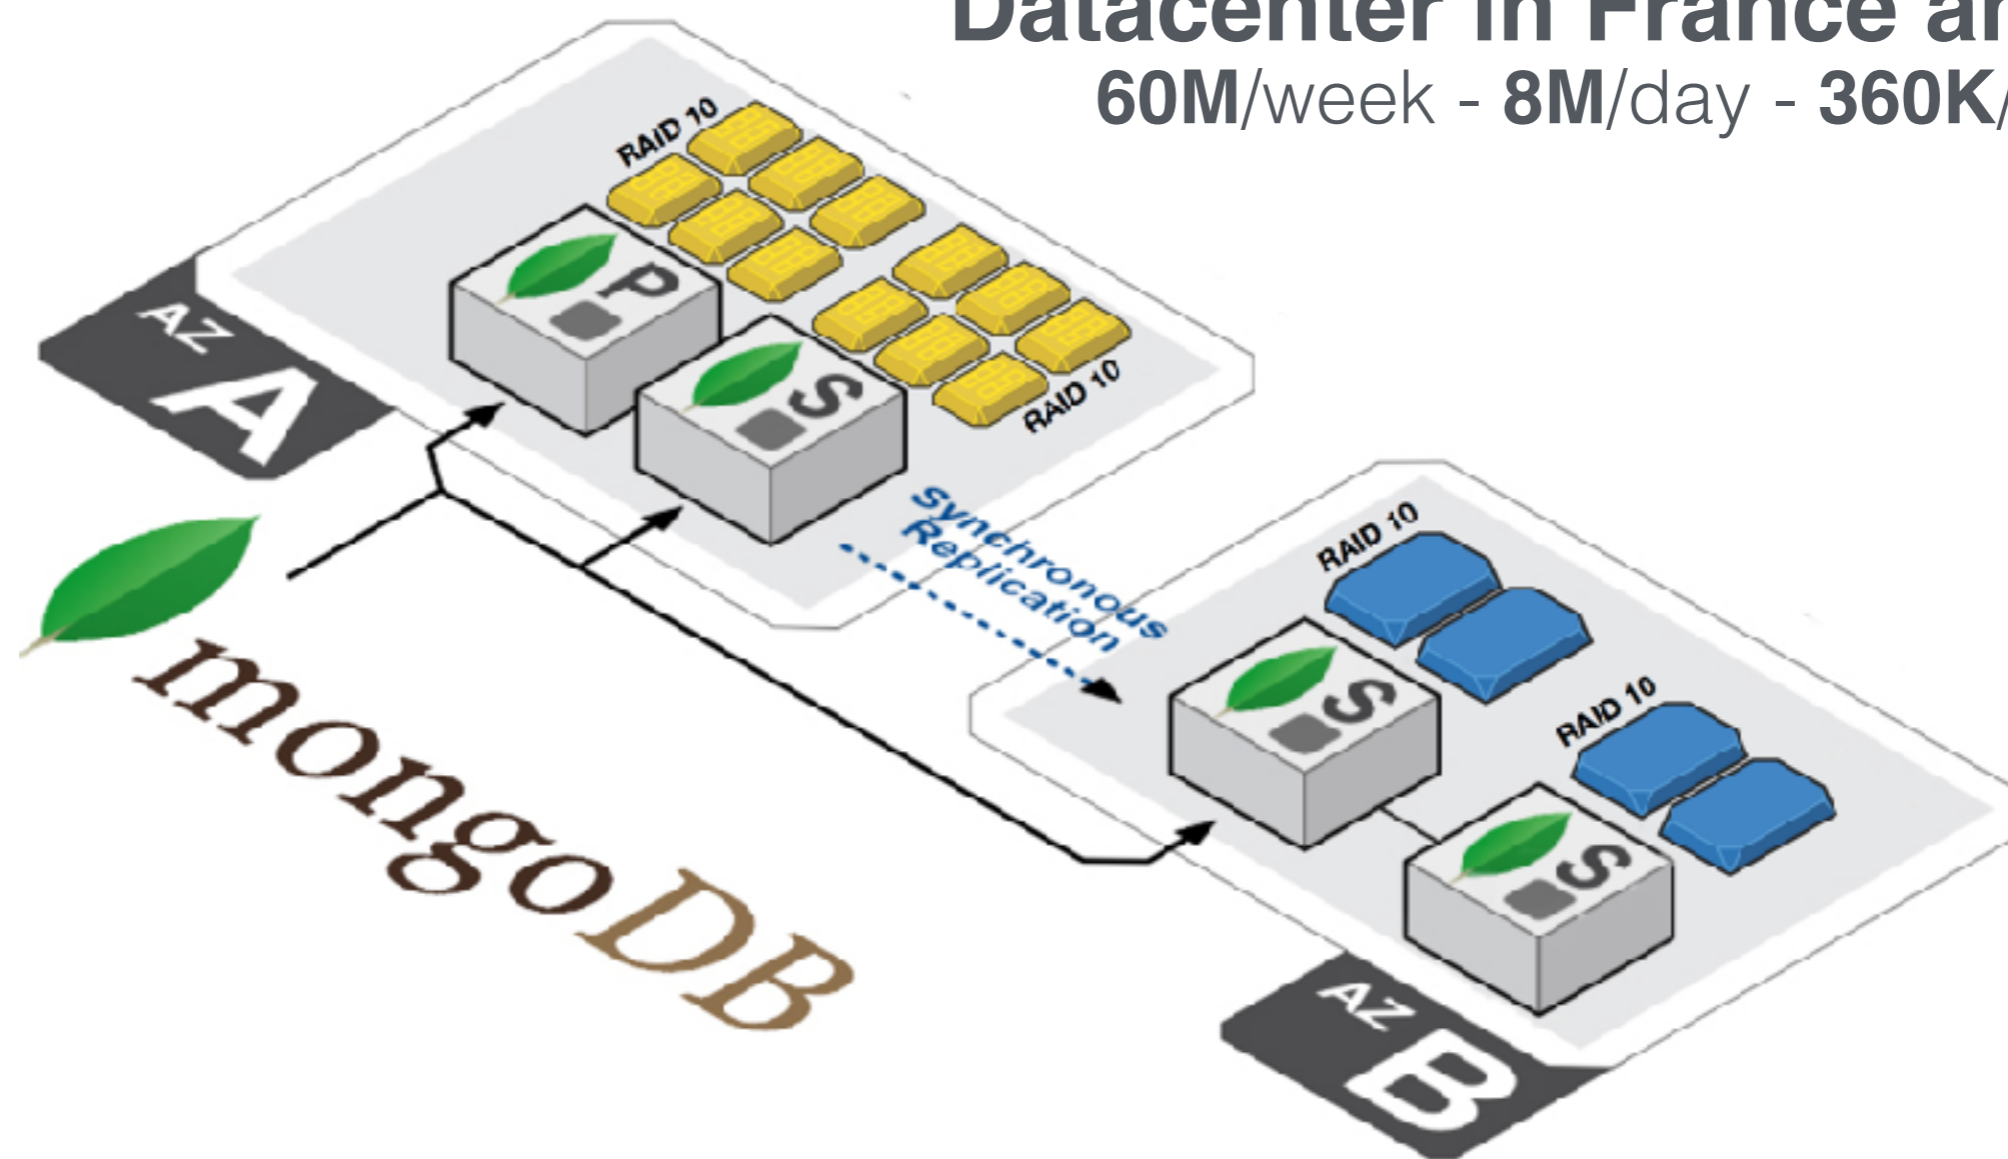 Datacenter in France an
60M/week - 8M/day - 360K/
RAID 10
P
S
RAID 10
AZ
A
Synchronous
Replication
mongoDB
RAID 10
S
RAID 10
S
AZ
B